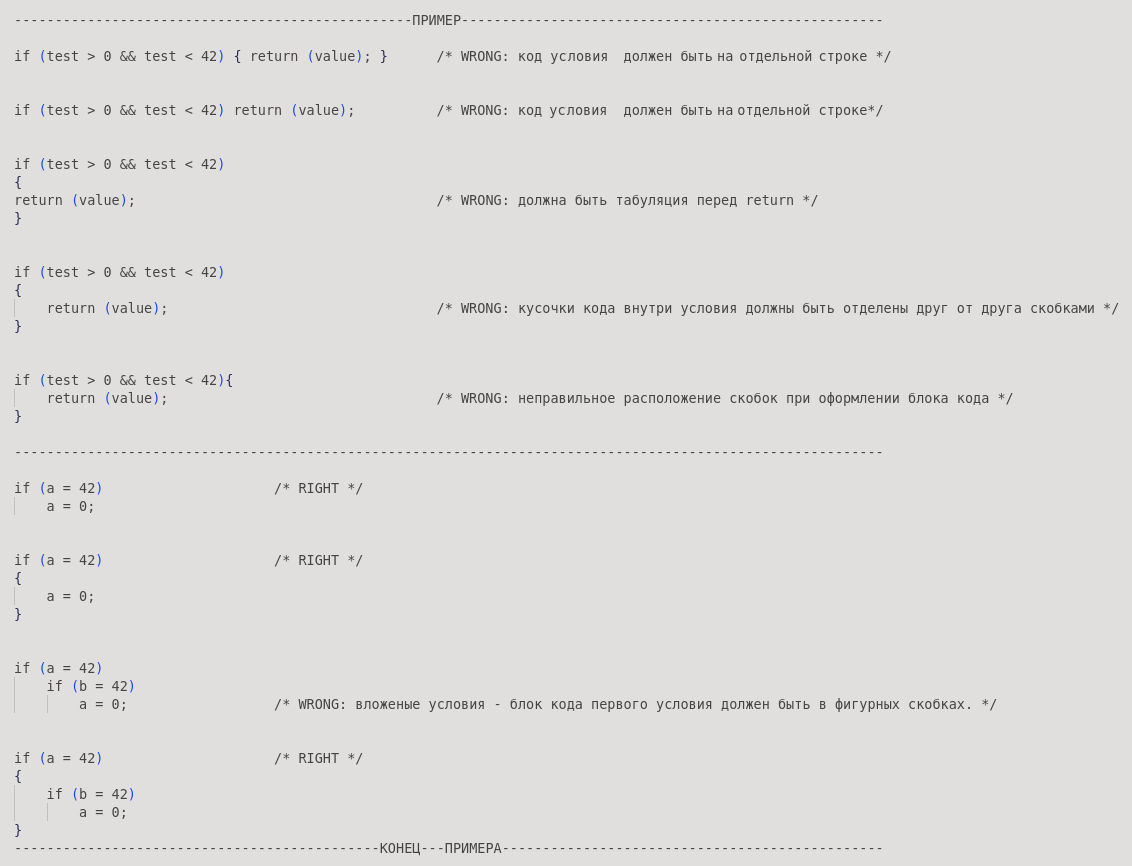 -------------------------------------------------ПРИМЕР----------------------------------------------------
if (test > 0 && test < 42) { return (value); }      /* WRONG: код условия  должен быть на отдельной строке */
if (test > 0 && test < 42) return (value);          /* WRONG: код условия  должен быть на отдельной строке*/
if (test > 0 && test < 42)
{
return (value);                                     /* WRONG: должна быть табуляция перед return */
}
if (test > 0 && test < 42)
{
    return (value);                                 /* WRONG: кусочки кода внутри условия должны быть отделены друг от друга скобками */
}
if (test > 0 && test < 42){
    return (value);                                 /* WRONG: неправильное расположение скобок при оформлении блока кода */
}
-----------------------------------------------------------------------------------------------------------
if (a = 42)                     /* RIGHT */
    a = 0;
if (a = 42)                     /* RIGHT */
{
    a = 0;
}
if (a = 42)
    if (b = 42)
        a = 0;                  /* WRONG: вложеные условия - блок кода первого условия должен быть в фигурных скобках. */
if (a = 42)                     /* RIGHT */
{
    if (b = 42)
        a = 0;
}
---------------------------------------------КОНЕЦ---ПРИМЕРА-----------------------------------------------